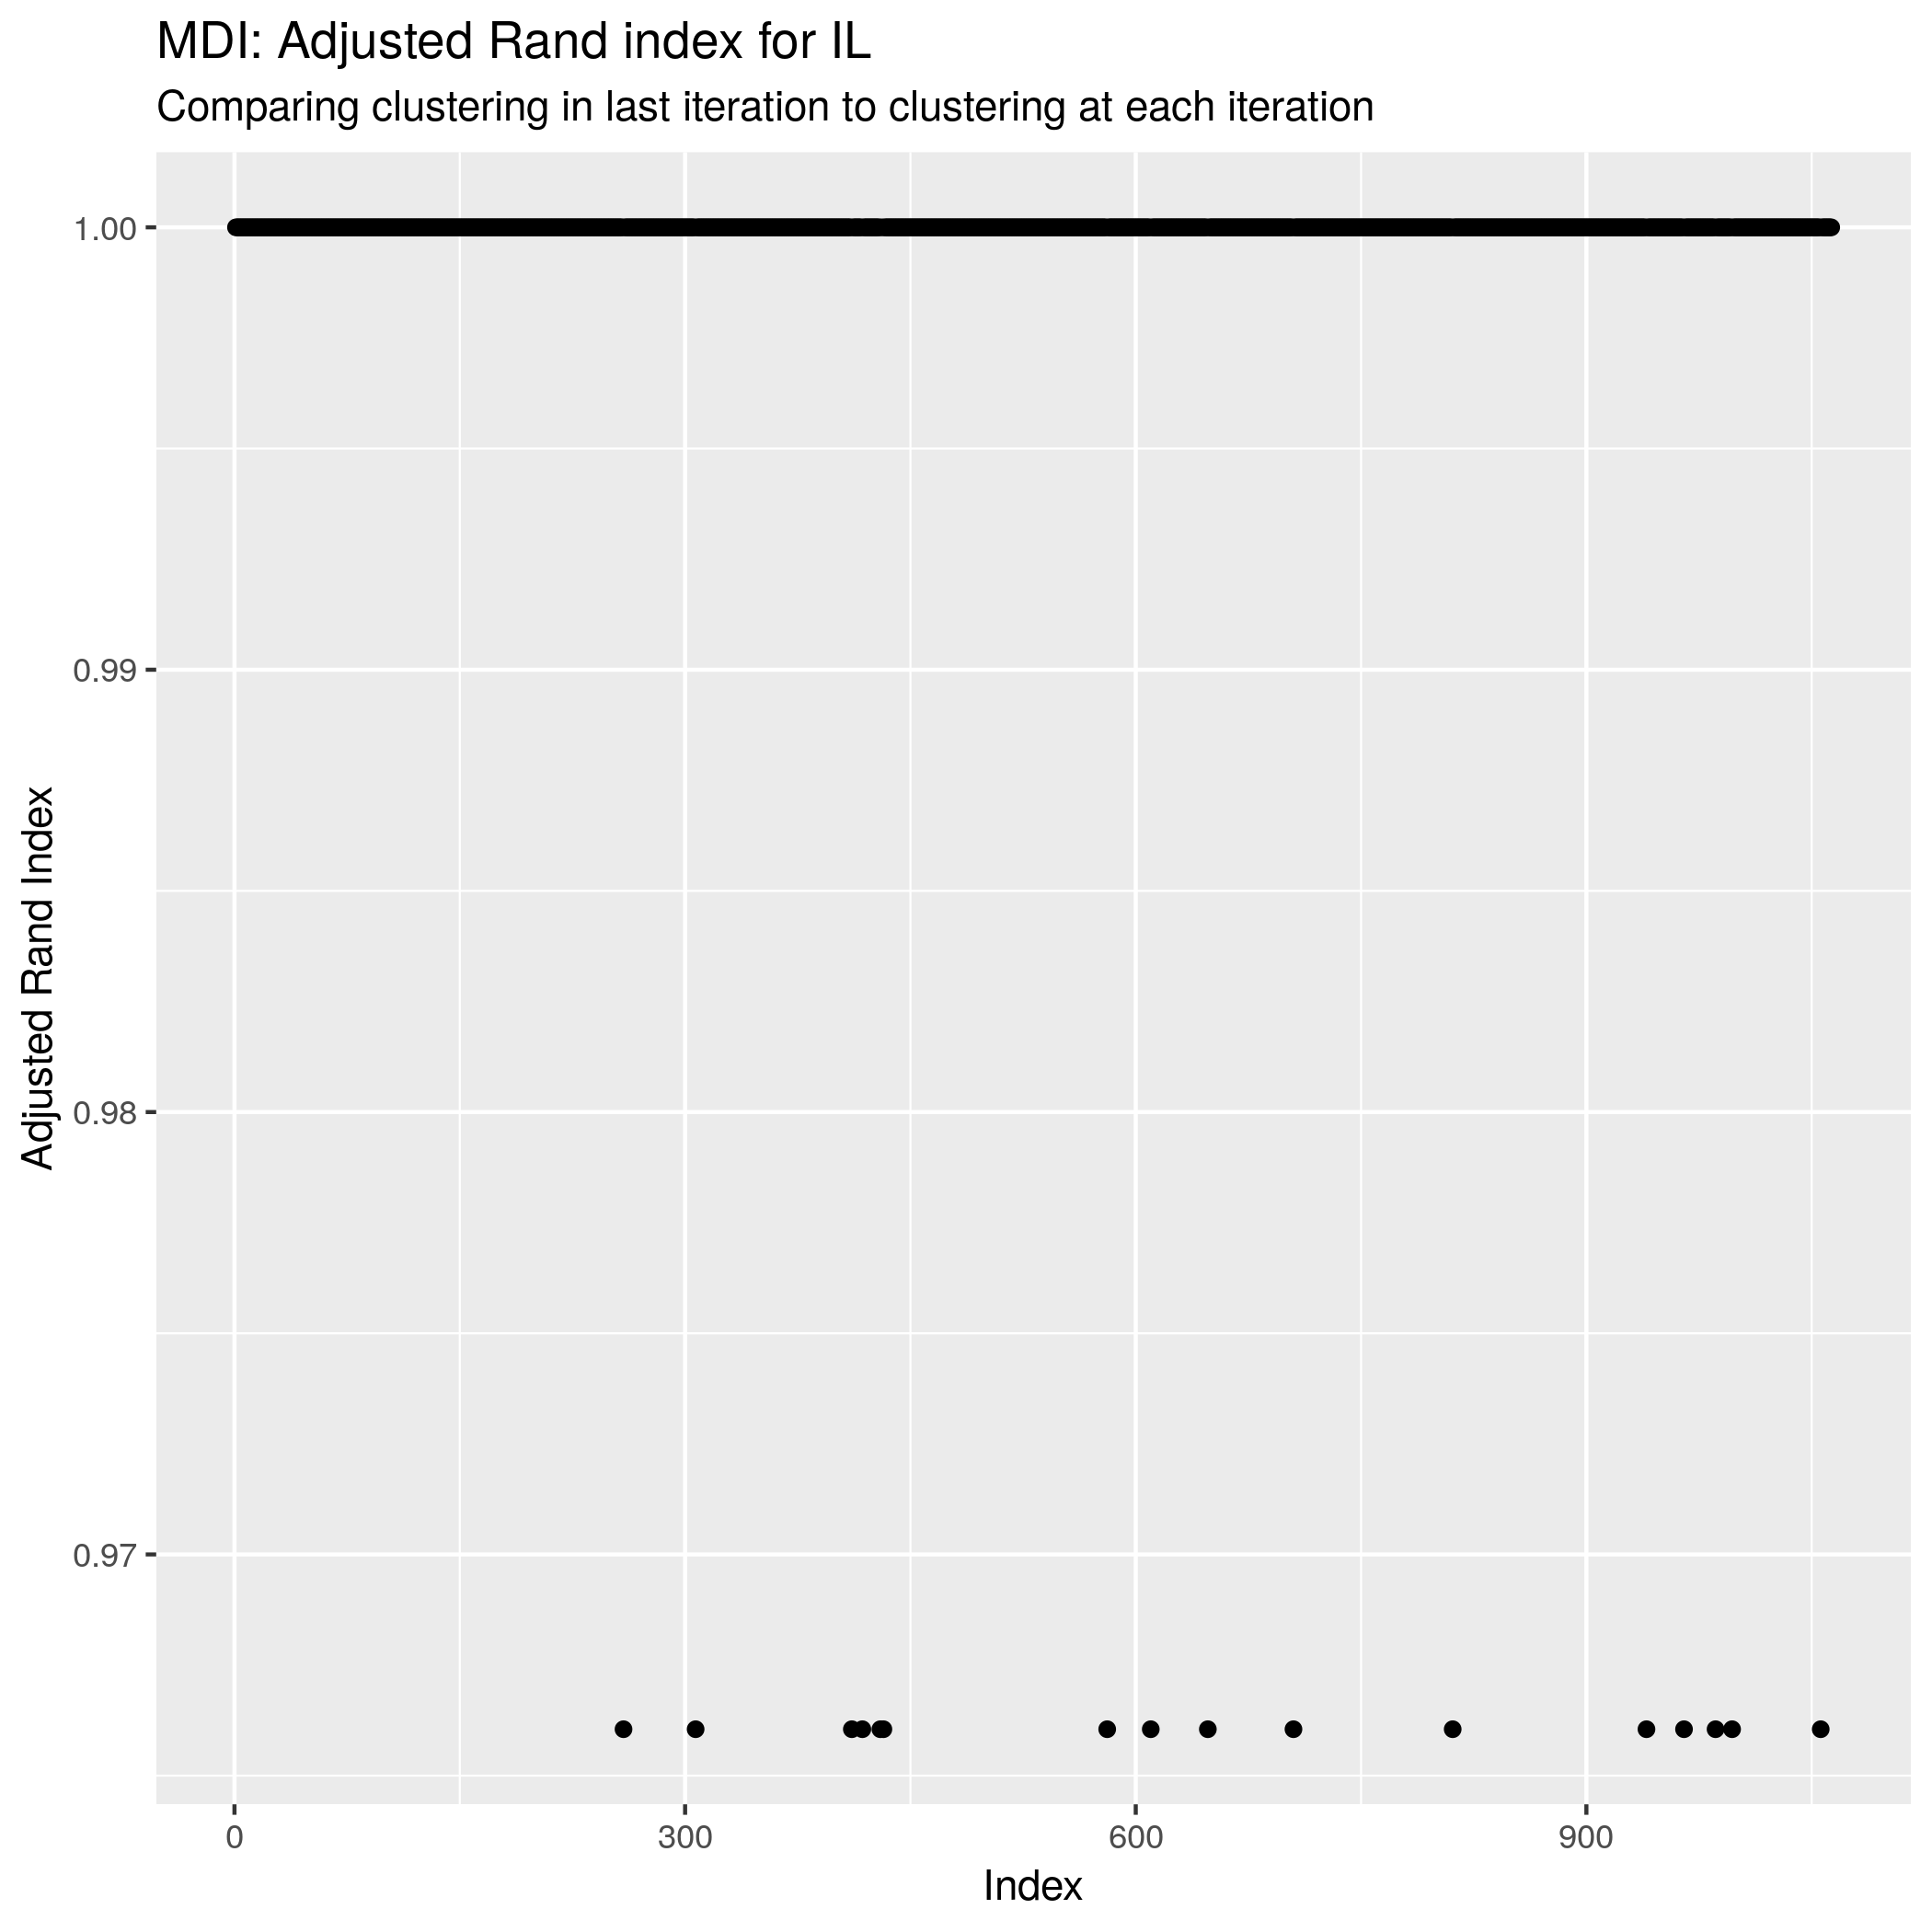 MDI: Adjusted Rand index for IL
Comparing clustering in last iteration to clustering at each iteration
1.00
0.99
0.98
0.97
Adjusted Rand Index
0 300 600 900
Index